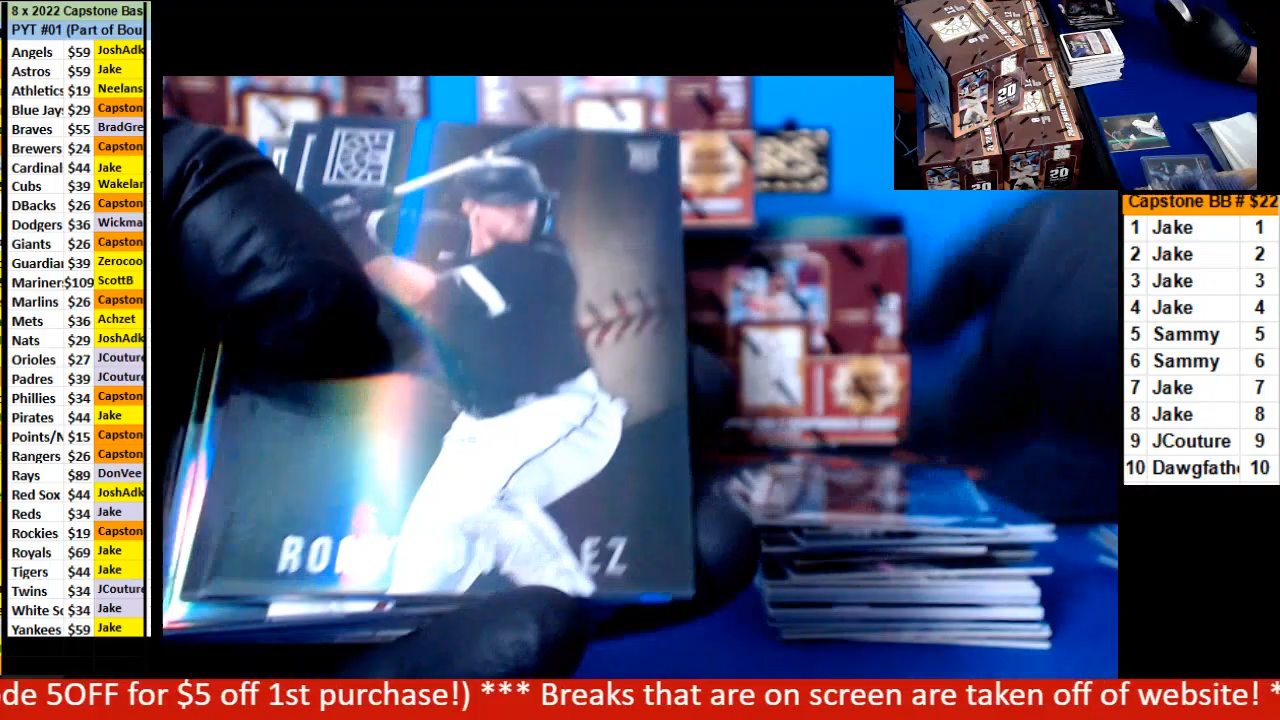 8 x 2022 Capstone Bas
PYT #01 (Part of Bou
Angels $59 JoshAdk
Astros $59 Jake
Athletics $19 Neelans
Blue Jay $29 Capston
Braves $55 BradGre
Brewers $24 Capston
Cardinal $44 Jake
Cubs $39 Wakelan
DBacks $26 Capston
Dodgers $36 Wickma
Giants $26 Capston
Guardian $39 Zerocoo
Mariner $109 ScottB
Marlins $26 Capston
Mets $36 Achzet
Nats $29 JoshAdk
Orioles $27 JCouture
Padres $39 JCouture
Phillies $34 Capston
Pirates $44 Jake
Points/N $15 Capston
Rangers $26 Capston
Rays $89 DonVee
Red Sox $44 JoshAdk
Reds $34 Jake
Rockies $19 Capston
Royals $69 Jake
Tigers $44 Jake
Twins $34 JCouture
White So $34 Jake
Yankees $59 Jake
Capstone BB # $22
1 Jake 1
2 Jake 2
3 Jake 3
4 Jake 4
5 Sammy 5
6 Sammy 6
7 Jake 7
8 Jake 8
9 JCouture 9
10 Dawgfath 10
20
20
20
de 5OFF for $5 off 1st purchase!) *** Breaks that are on screen are taken off of website! *